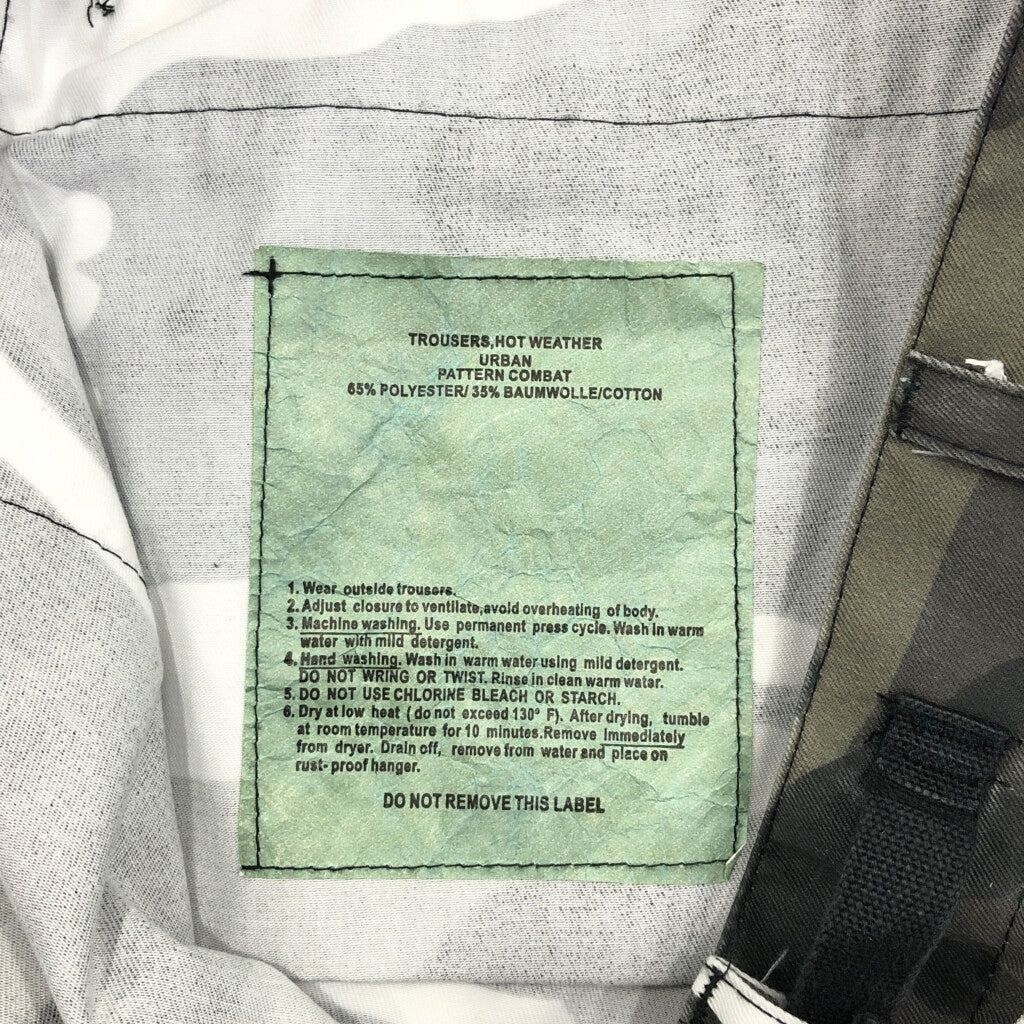 TROUSERS,HOT WEATHER
URBAN
PATTERN COMBAT
65% POLYESTER/ 35% BAUMWOLLE/COTTON
1. Wear outside trousers.
2. Adjust closure to ventilate,avoid overheating of body.
3. Machine washing. Use permanent press cycle. Wash in warm
water with mild detergent.
4. Hand washing. Wash in warm water using mild detergent.
DO NOT WRING OR TWIST. Rinse in clean warm water.
5. DO NOT USE CHLORINE BLEACH OR STARCH.
6. Dry at low heat ( do not exceed 130° F). After drying, tumble
at room temperature for 10 minutes.Remove immediately
from dryer. Drain off, remove from water and place on
rust- proof hanger.
DO NOT REMOVE THIS LABEL